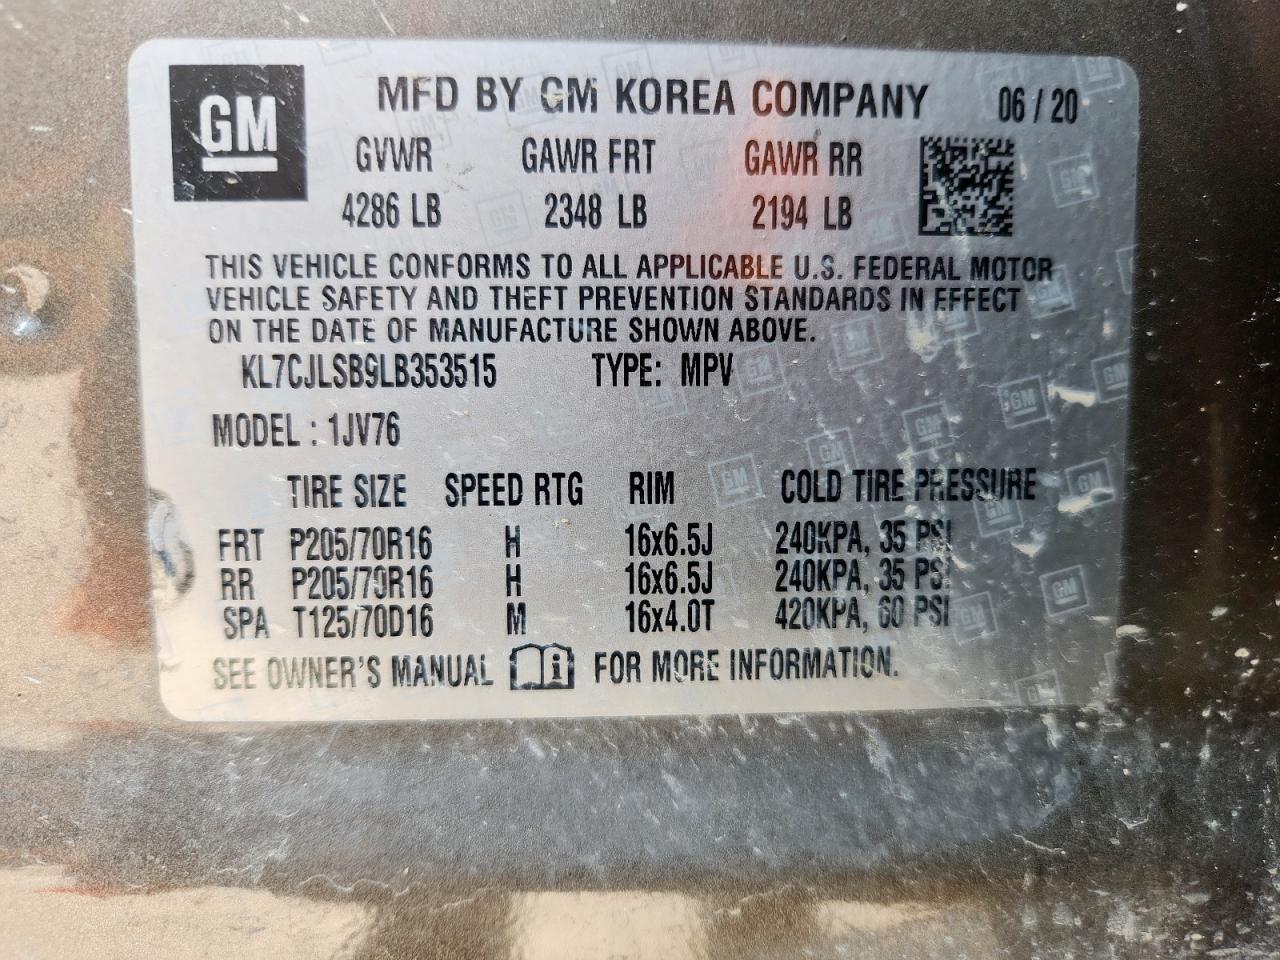 GM
MFD BY GM KOREA COMPANY 06 / 20
GVWR GAWR FRT GAWR RR
4286 LB 2348 LB 2194 LB
THIS VEHICLE CONFORMS TO ALL APPLICABLE U.S. FEDERAL MOTOR
VEHICLE SAFETY AND THEFT PREVENTION STANDARDS IN EFFECT
ON THE DATE OF MANUFACTURE SHOWN ABOVE.
KL7CJLSB9LB353515 TYPE: MPV
MODEL : 1JV76
TIRE SIZE SPEED RTG RIM COLD TIRE PRESSURE
FRT P205/70R16 H 16x6.5J 240KPA, 35 PSI
RR P205/70R16 H 16x6.5J 240KPA, 35 PSI
SPA T125/70D16 M 16x4.0T 420KPA, 60 PSI
SEE OWNER'S MANUAL i FOR MORE INFORMATION.